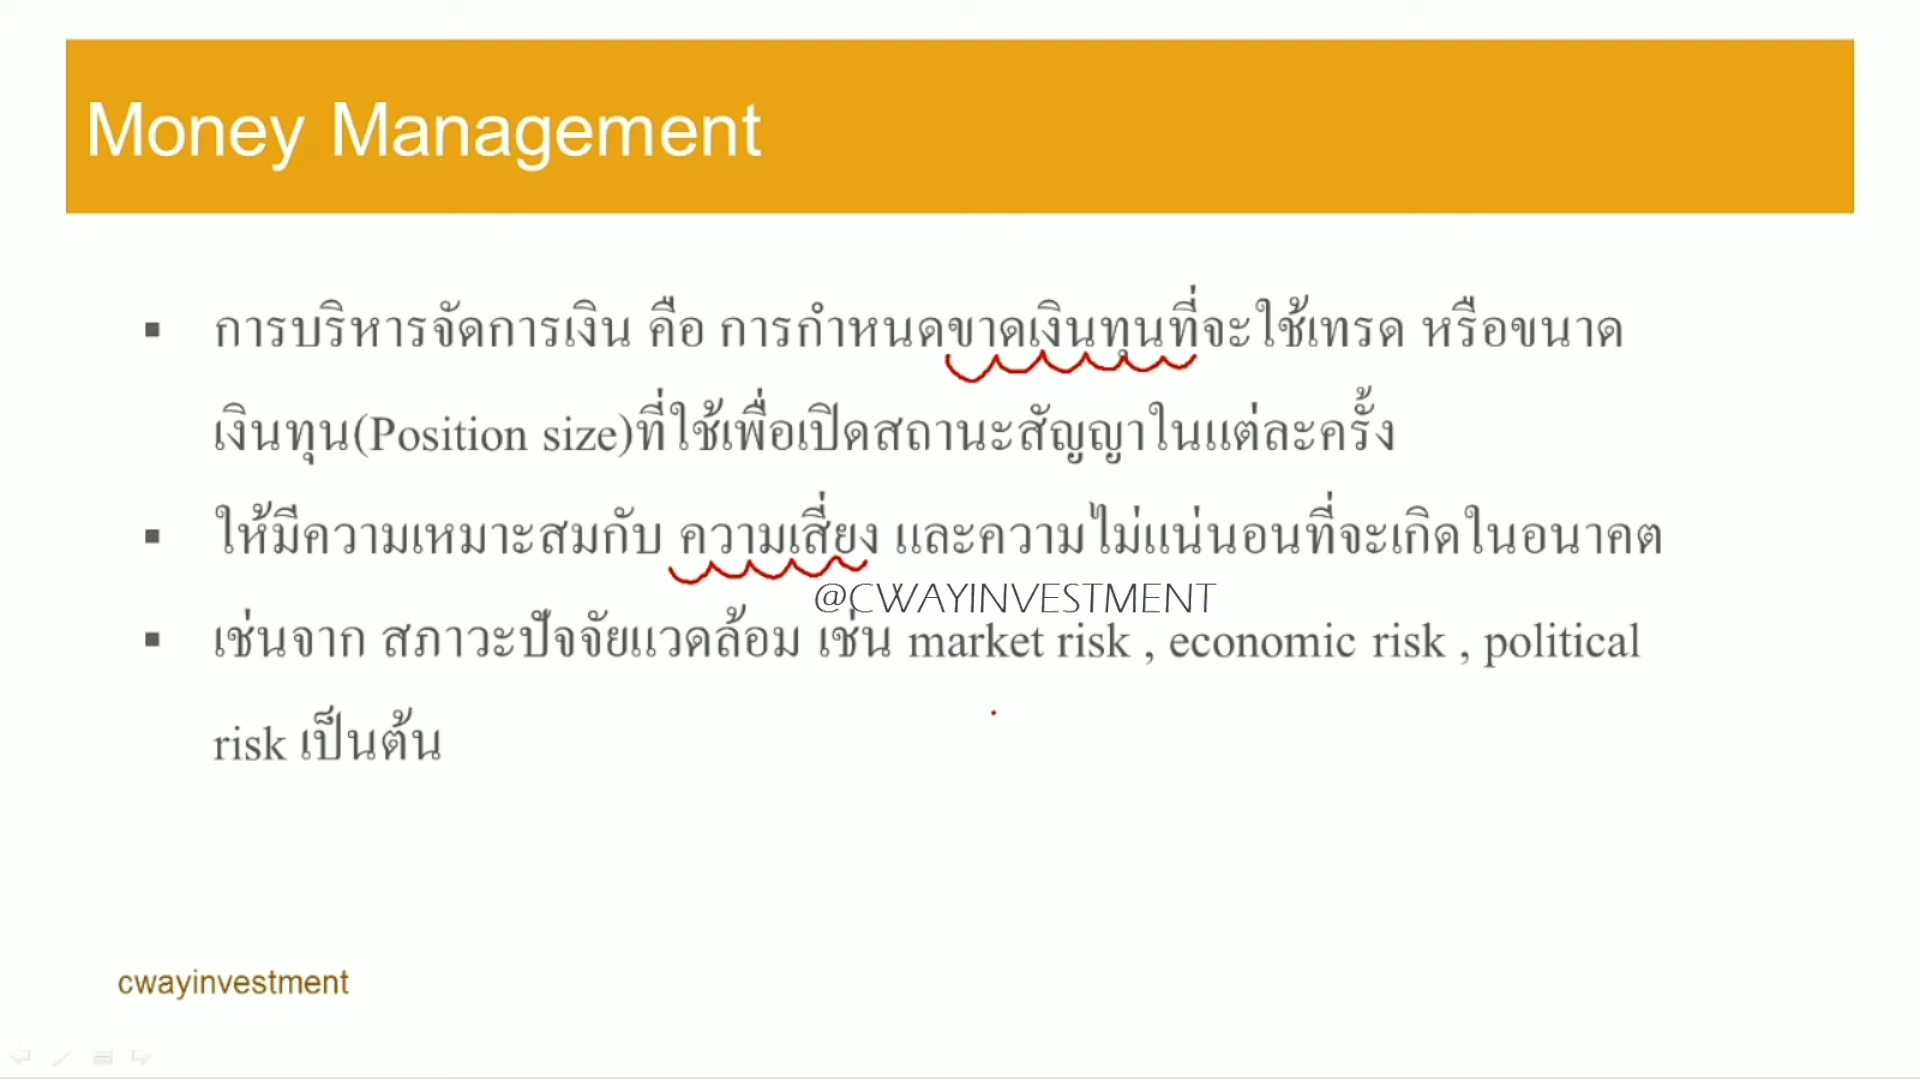 Money Management
▪ การบริหารจัดการเงิน คือ การกำหนดขาดเงินทุนที่จะใช้เทรด หรือขนาด
เงินทุน(Position size)ที่ใช้เพื่อเปิดสถานะสัญญาในแต่ละครั้ง
▪ ให้มีความเหมาะสมกับ ความเสี่ยง และความไม่แน่นอนที่จะเกิดในอนาคต
@CWAYINVESTMENT
▪ เช่นจาก สภาวะปัจจัยแวดล้อม เช่น market risk , economic risk , political
risk เป็นต้น
cwayinvestment